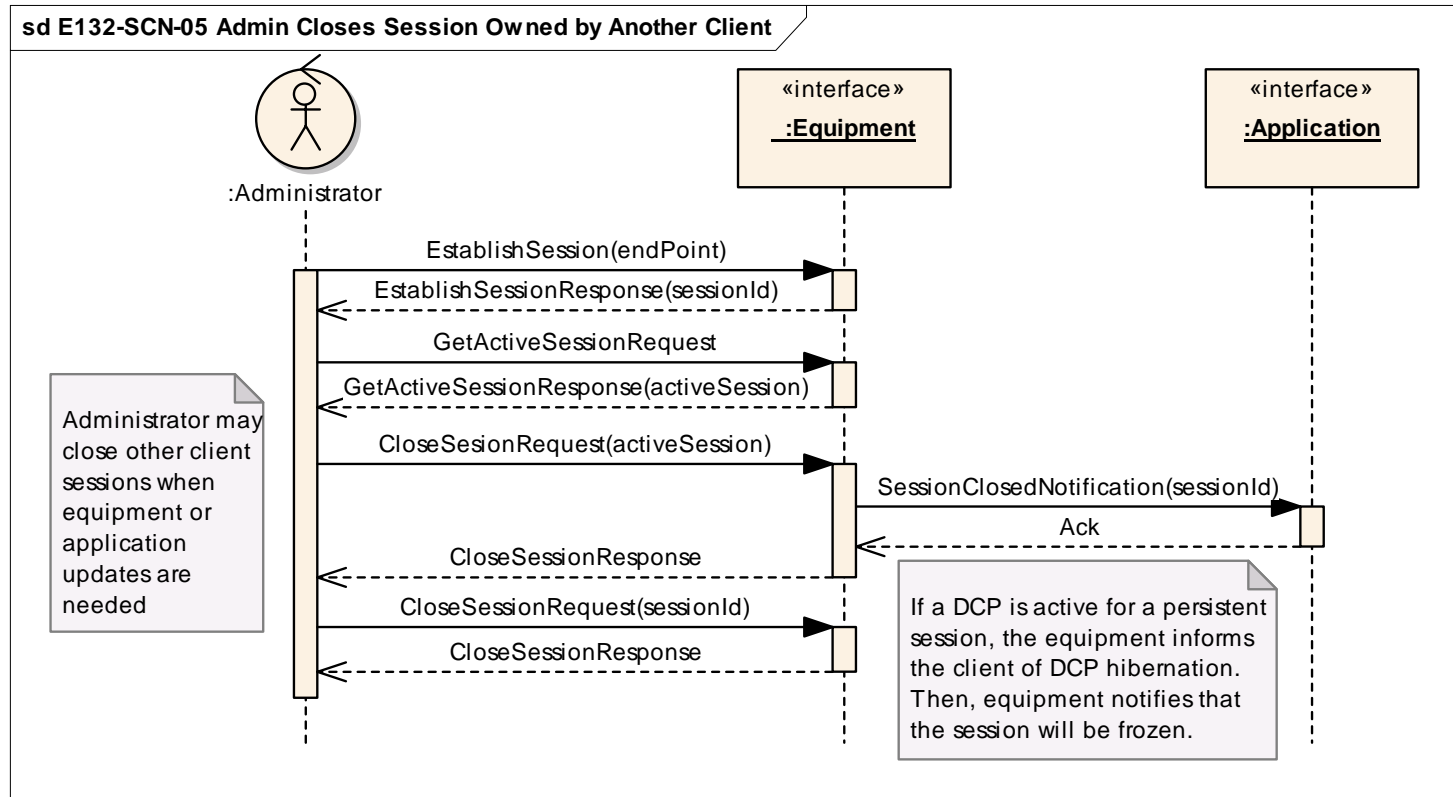 sd E132-SCN-05 Admin Closes Session Owned by Another Client
«interface»
:Equipment
«interface»
:Application
:Administrator
EstablishSession(endPoint)
EstablishSessionResponse(sessionId)
GetActiveSessionRequest
GetActiveSessionResponse(activeSession)
Administrator may
close other client
sessions when
equipment or
application
updates are
needed
CloseSesionRequest(activeSession)
SessionClosedNotification(sessionId)
Ack
CloseSessionResponse
CloseSessionRequest(sessionId)
CloseSessionResponse
If a DCP is active for a persistent
session, the equipment informs
the client of DCP hibernation.
Then, equipment notifies that
the session will be frozen.